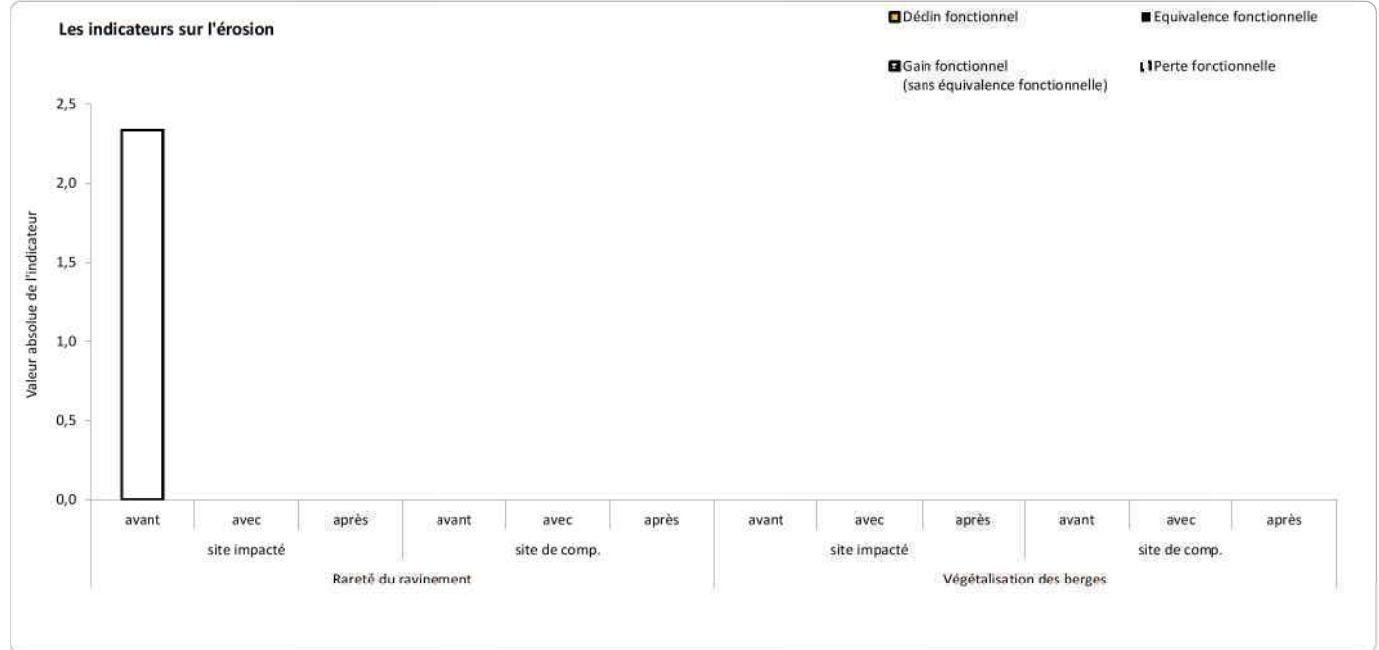 Les indicateurs sur l'érosion
Dédin fonctionnel
Equivalence fonctionnelle
Gain fonctionnel
(sans équivalence fonctionnelle)
Perte fonctionnelle
Valeur absolue de l'indicateur
2,5
2,0
1,5
1,0
0,5
0,0
avant avec après avant avec après avant avec après avant avec après
site impacté site de comp. site impacté site de comp.
Rareté du ravinement Végétalisation des berges